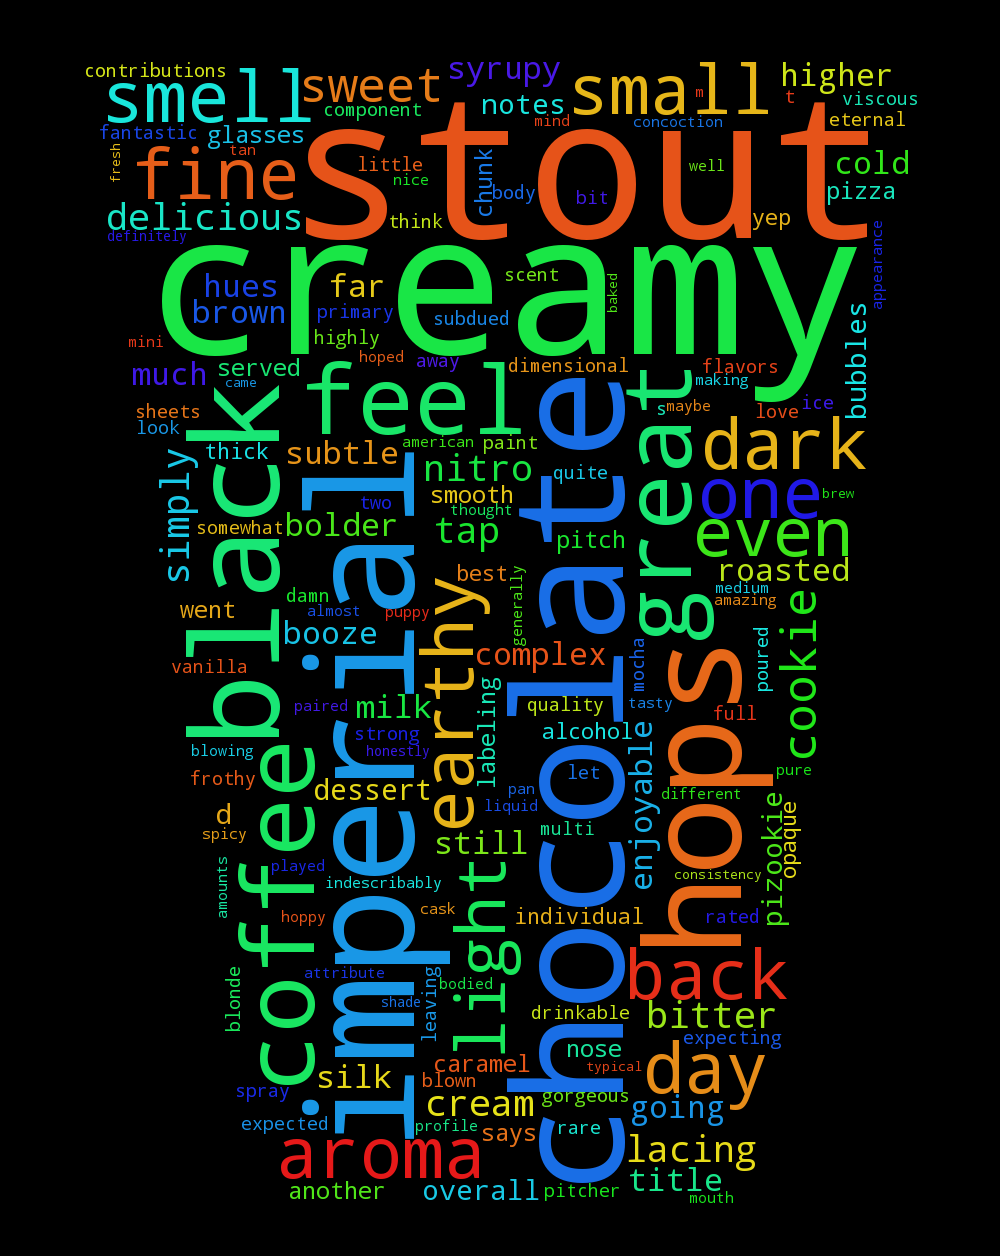 contributions
smell
sweet
syrupy
small
higher
component
notes
m
t
viscous
fantastic
glasses
mind
concoction
eternal
stout
fresh
tan
fine
little
nice
chunk
body
bit
well
cold
pizza
delicious
think
yep
definitely
appearance
creamy
hues
far
scent
baked
brown
primary
subdued
mini
highly
hoped
away
dimensional
flavors
bubbles
much
served
came
feel
making
sheets
look
s
maybe
love
ice
thick
subtle
american
paint
dark
simply
black
nitro
quite
great
one
brew
two
smooth
thought
somewhat
bolder
tap
pitch
even
roasted
best
generally
medium
amazing
cookie
went
damn
almost
puppy
booze
earthy
complex
mocha
poured
vanilla
imperial
chocolate
hops
paired
milk
labeling
quality
tasty
full
strong
alcohol
blowing
honestly
enjoyable
frothy
coffee
dessert
pan
let
pure
liquid
different
d
spicy
still
multi
pizookie
opaque
amounts
played
indescribably
light
consistency
hoppy
cask
individual
rated
blonde
attribute
leaving
bodied
back
shade
drinkable
bitter
nose
expecting
caramel
typical
day
spray
silk
blown
gorgeous
cream
going
expected
profile
says
rare
aroma
lacing
another
overall
pitcher
title
mouth